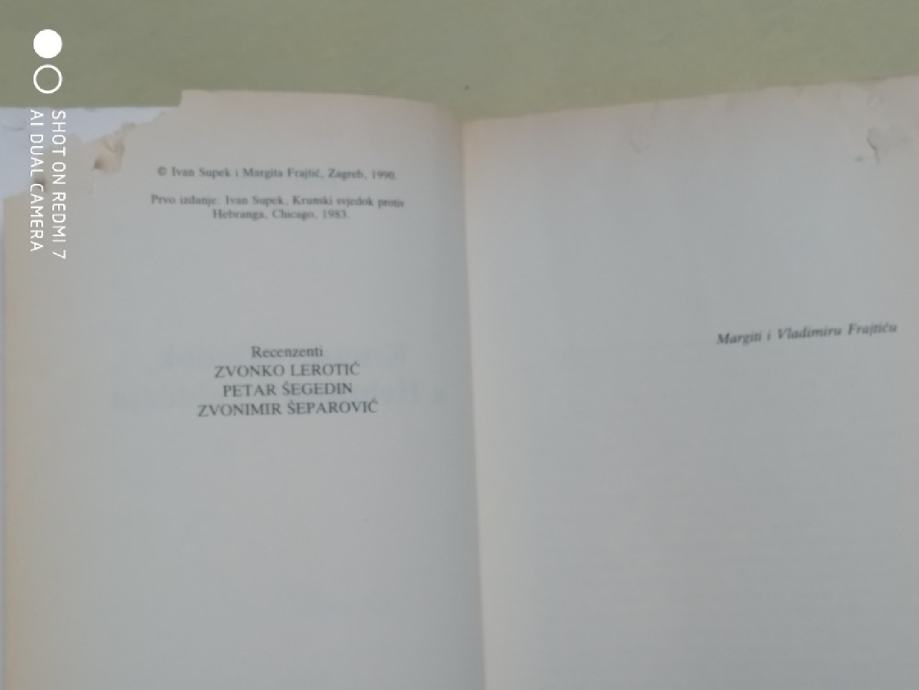 © Ivan Supek i Margita Frajtić, Zagreb, 1990.
Prvo izdanje: Ivan Supek, Krunski svjedok protiv
Hebranga, Chicago, 1983.
Recenzenti
ZVONKO LEROTIĆ
PETAR ŠEGEDIN
ZVONIMIR ŠEPAROVIĆ
Margiti i Vladimiru Frajtiću
SHOT ON REDMI 7
AI DUAL CAMERA